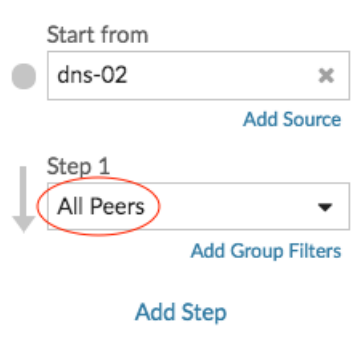 Start from
dns-02
Add Source
Step 1
All Peers
Add Group Filters
Add Step